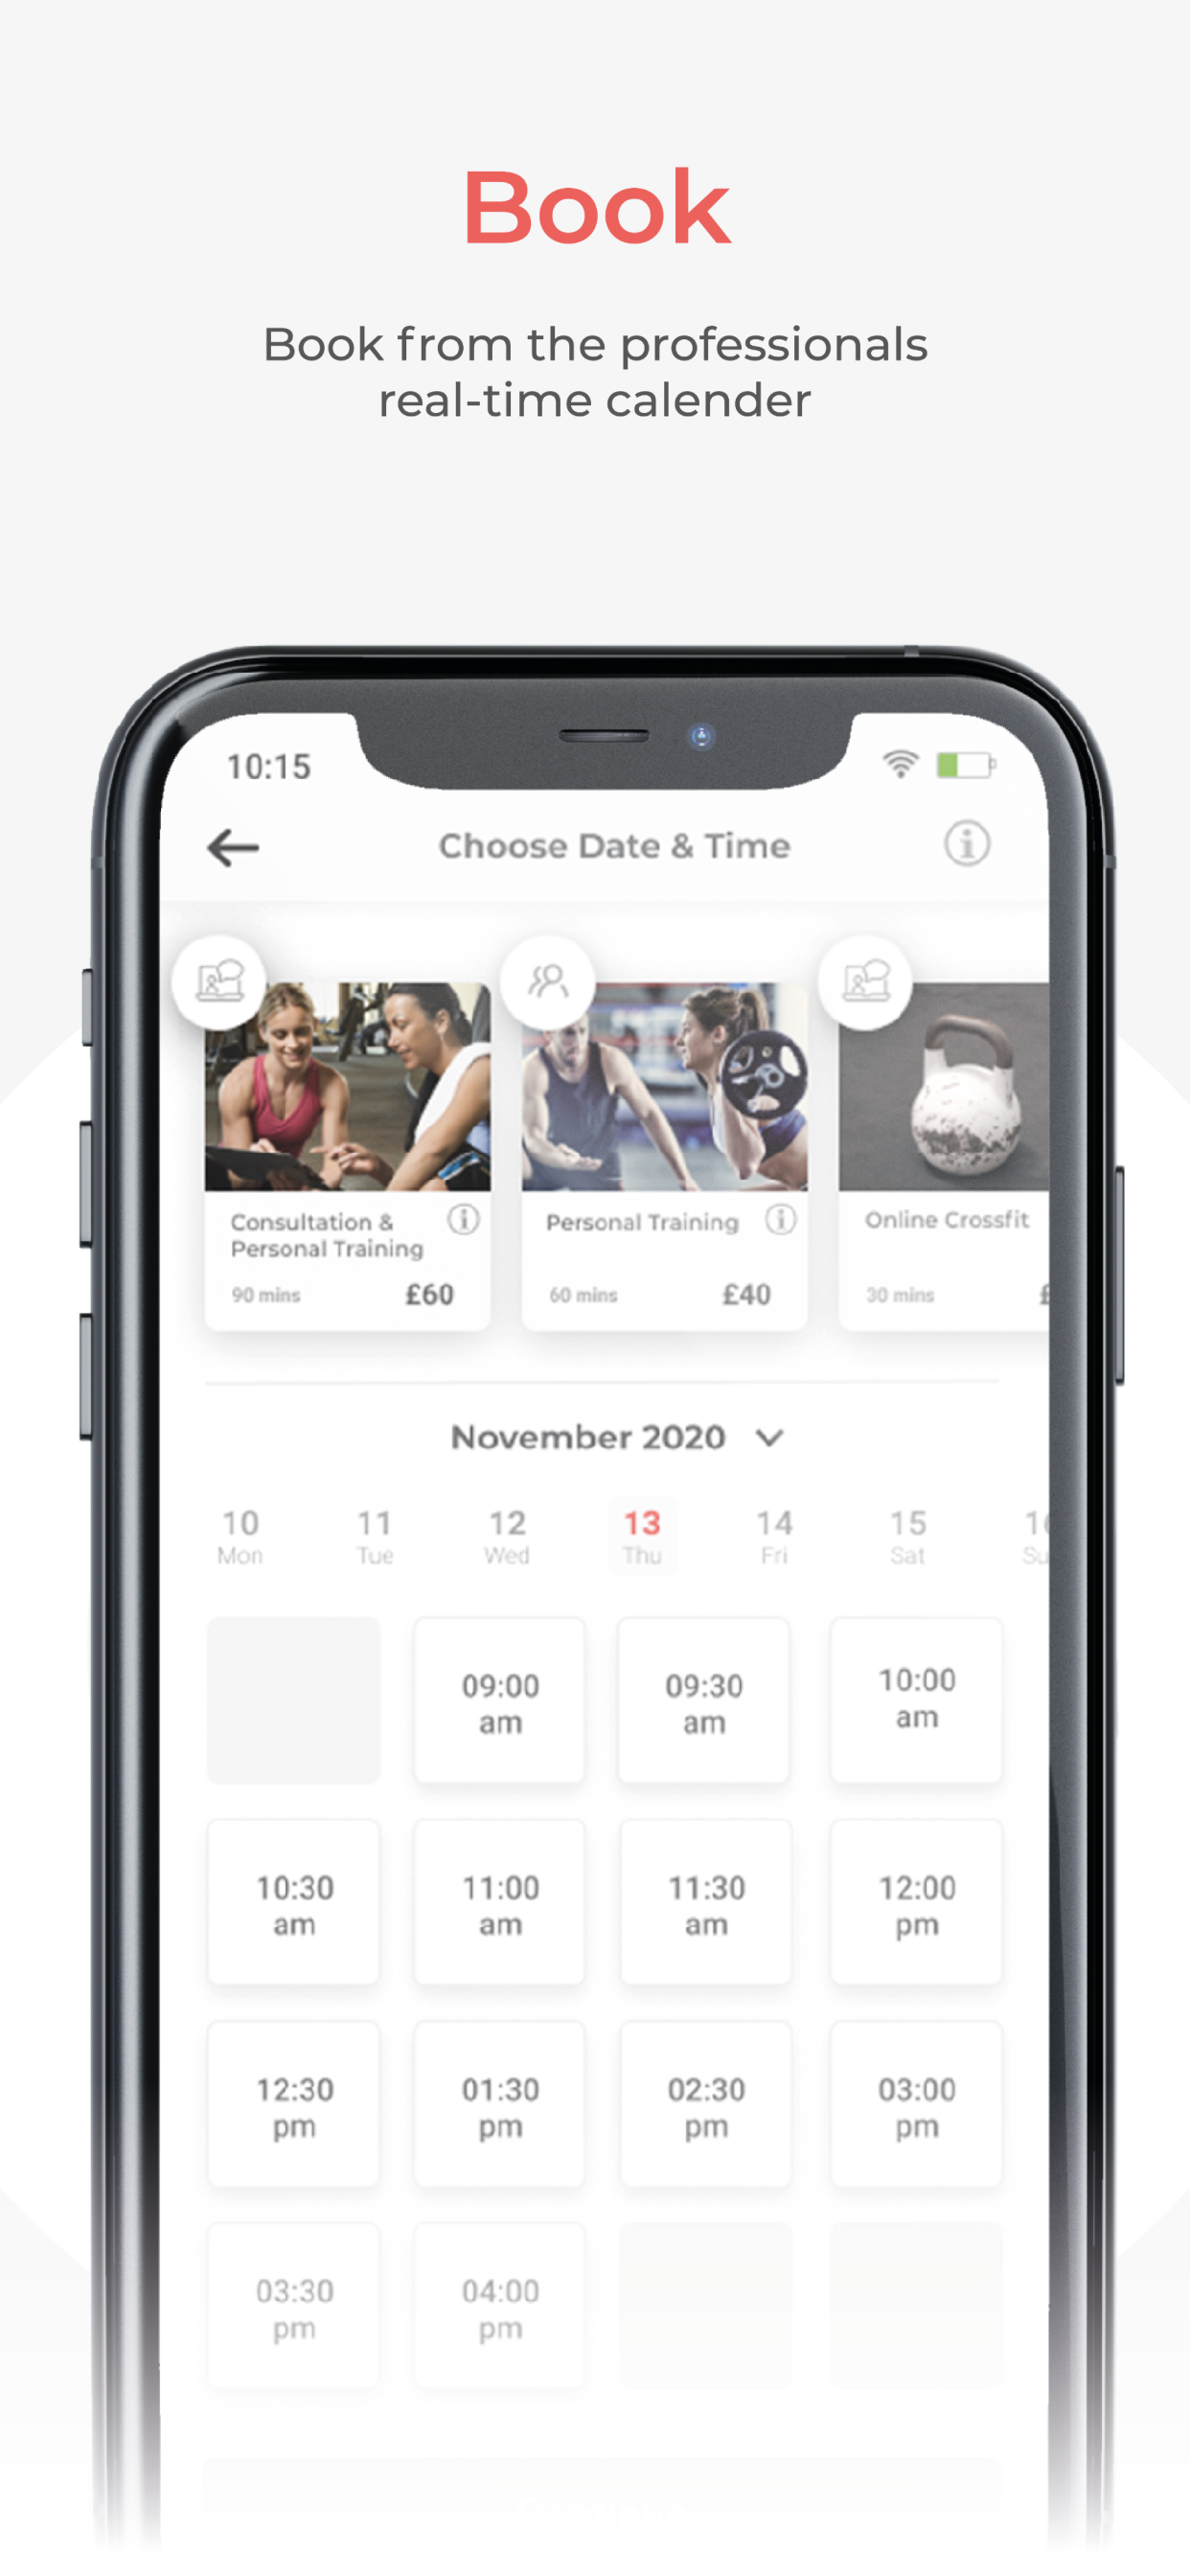 Book
Book from the professionals
real-time calender
10:15
Choose Date & Time
Consultation &
Personal Training
90 mins £60
Personal Training
60 mins £40
Online Crossfit
30 mins £
November 2020
10 11 12 13 14 15
Mon Tue Wed Thu Fri Sat Su
09:00
am
09:30
am
10:00
am
10:30
am
11:00
am
11:30
am
12:00
pm
12:30
pm
01:30
pm
02:30
pm
03:00
pm
03:30
pm
04:00
pm